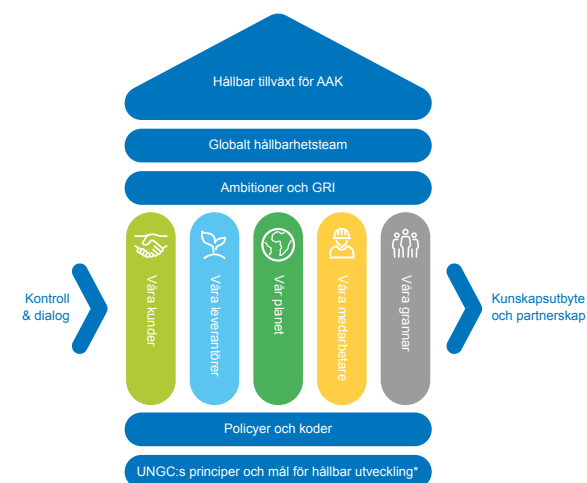 Hållbar tillväxt för AAK
Globalt hållbarhetsteam
Ambitioner och GRI
Kontroll
& dialog
Våra kunder
Våra leverantörer
Vår planet
Våra medarbetare
Våra grannar
Kunskapsutbyte
och partnerskap
Policyer och koder
UNGC:s principer och mål för hållbar utveckling*